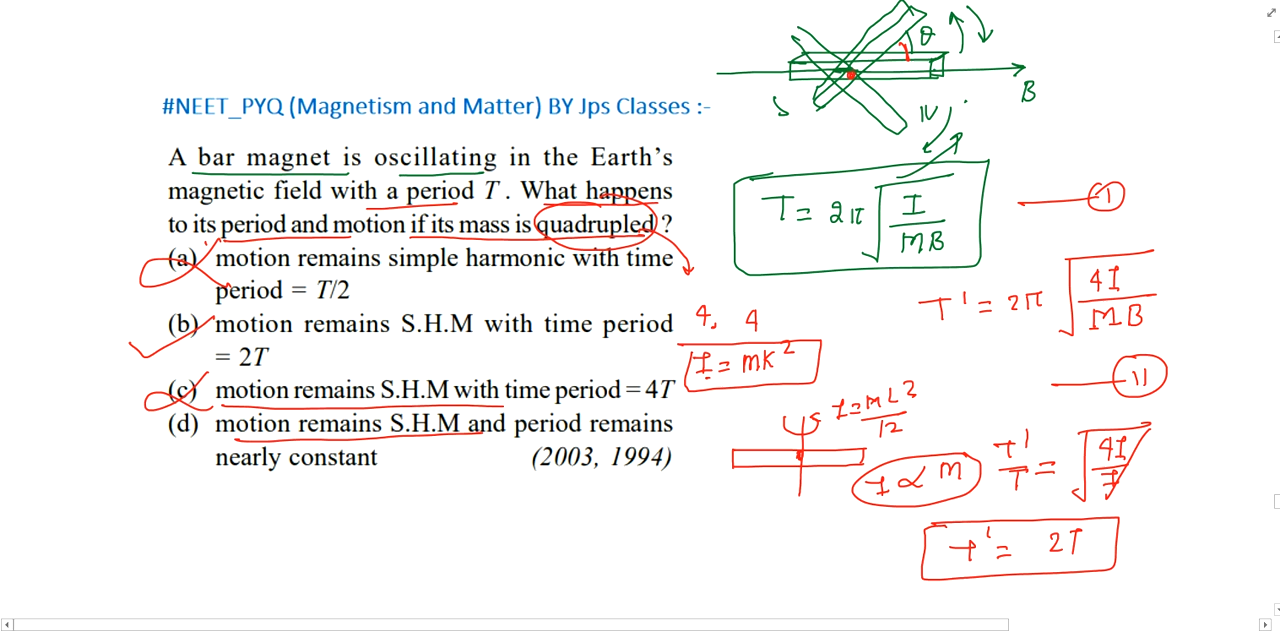 θ
B
S
N
#NEET_PYQ (Magnetism and Matter) BY Jps Classes :-
A bar magnet is oscillating in the Earth's
magnetic field with a period T. What happens
to its period and motion if its mass is quadrupled?
(a) motion remains simple harmonic with time
period = T/2
(b) motion remains S.H.M with time period
= 2T
(c) motion remains S.H.M with time period = 4T
(d) motion remains S.H.M and period remains
nearly constant (2003, 1994)
T = 2π √(I/MB) — (I)
T' = 2π √(4I/MB)
— (II)
4, 4
I = mK²
I = ML²/12
I ∝ m
T'/T = √(4I/I)
T' = 2T